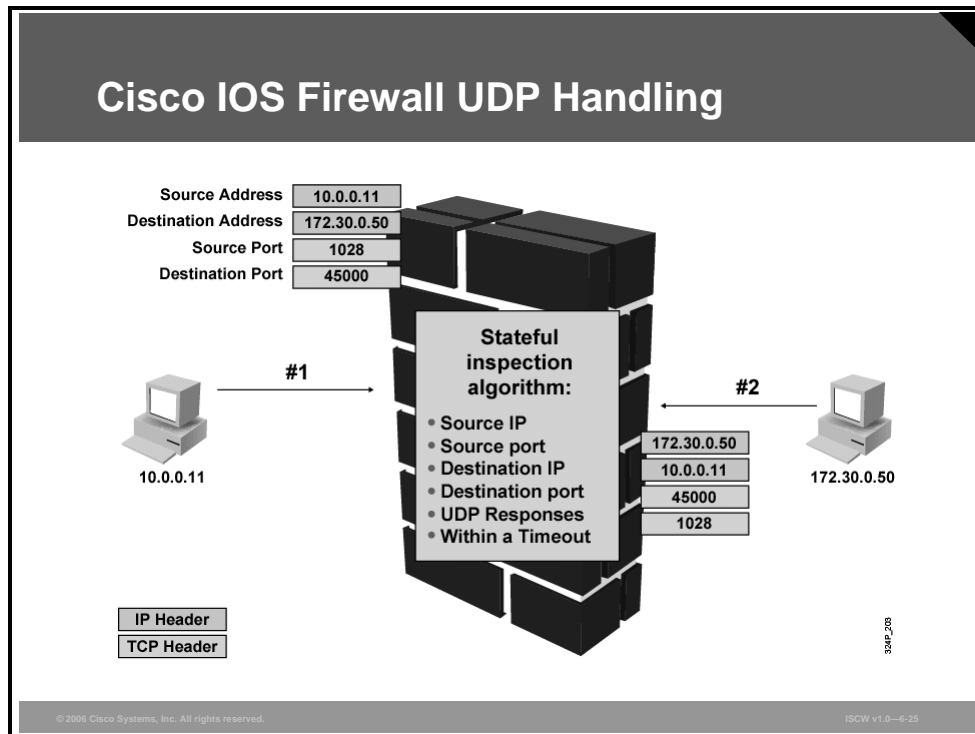 Cisco IOS Firewall UDP Handling
Source Address 10.0.0.11
Destination Address 172.30.0.50
Source Port 1028
Destination Port 45000
Stateful
inspection
algorithm:
• Source IP
• Source port
• Destination IP
• Destination port
• UDP Responses
• Within a Timeout
#1
10.0.0.11
#2
172.30.0.50
10.0.0.11
45000
1028
172.30.0.50
IP Header
TCP Header
324P_203
© 2006 Cisco Systems, Inc. All rights reserved.
ISCW v1.0—6-25